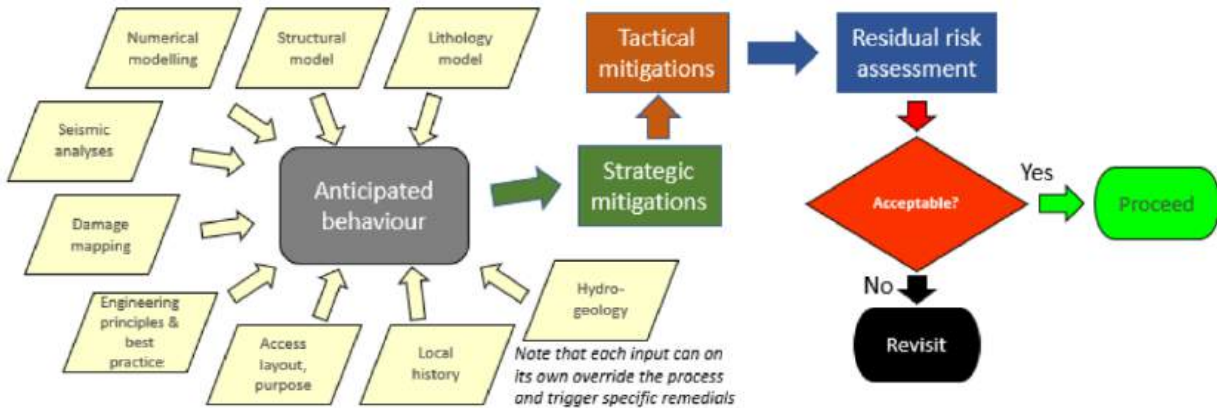 Numerical
modelling
Structural
model
Lithology
model
Seismic
analyses
Damage
mapping
Engineering
principles &
best
practice:
Access
layout,
purpose
Local
history
Hydro-
geology
Note that each input can on
its own override the process
and trigger specific remedials
Anticipated
behaviour
Strategic
mitigations
Tactical
mitigations
Residual risk
assessment
Acceptable?
Yes
Proceed
No
Revisit